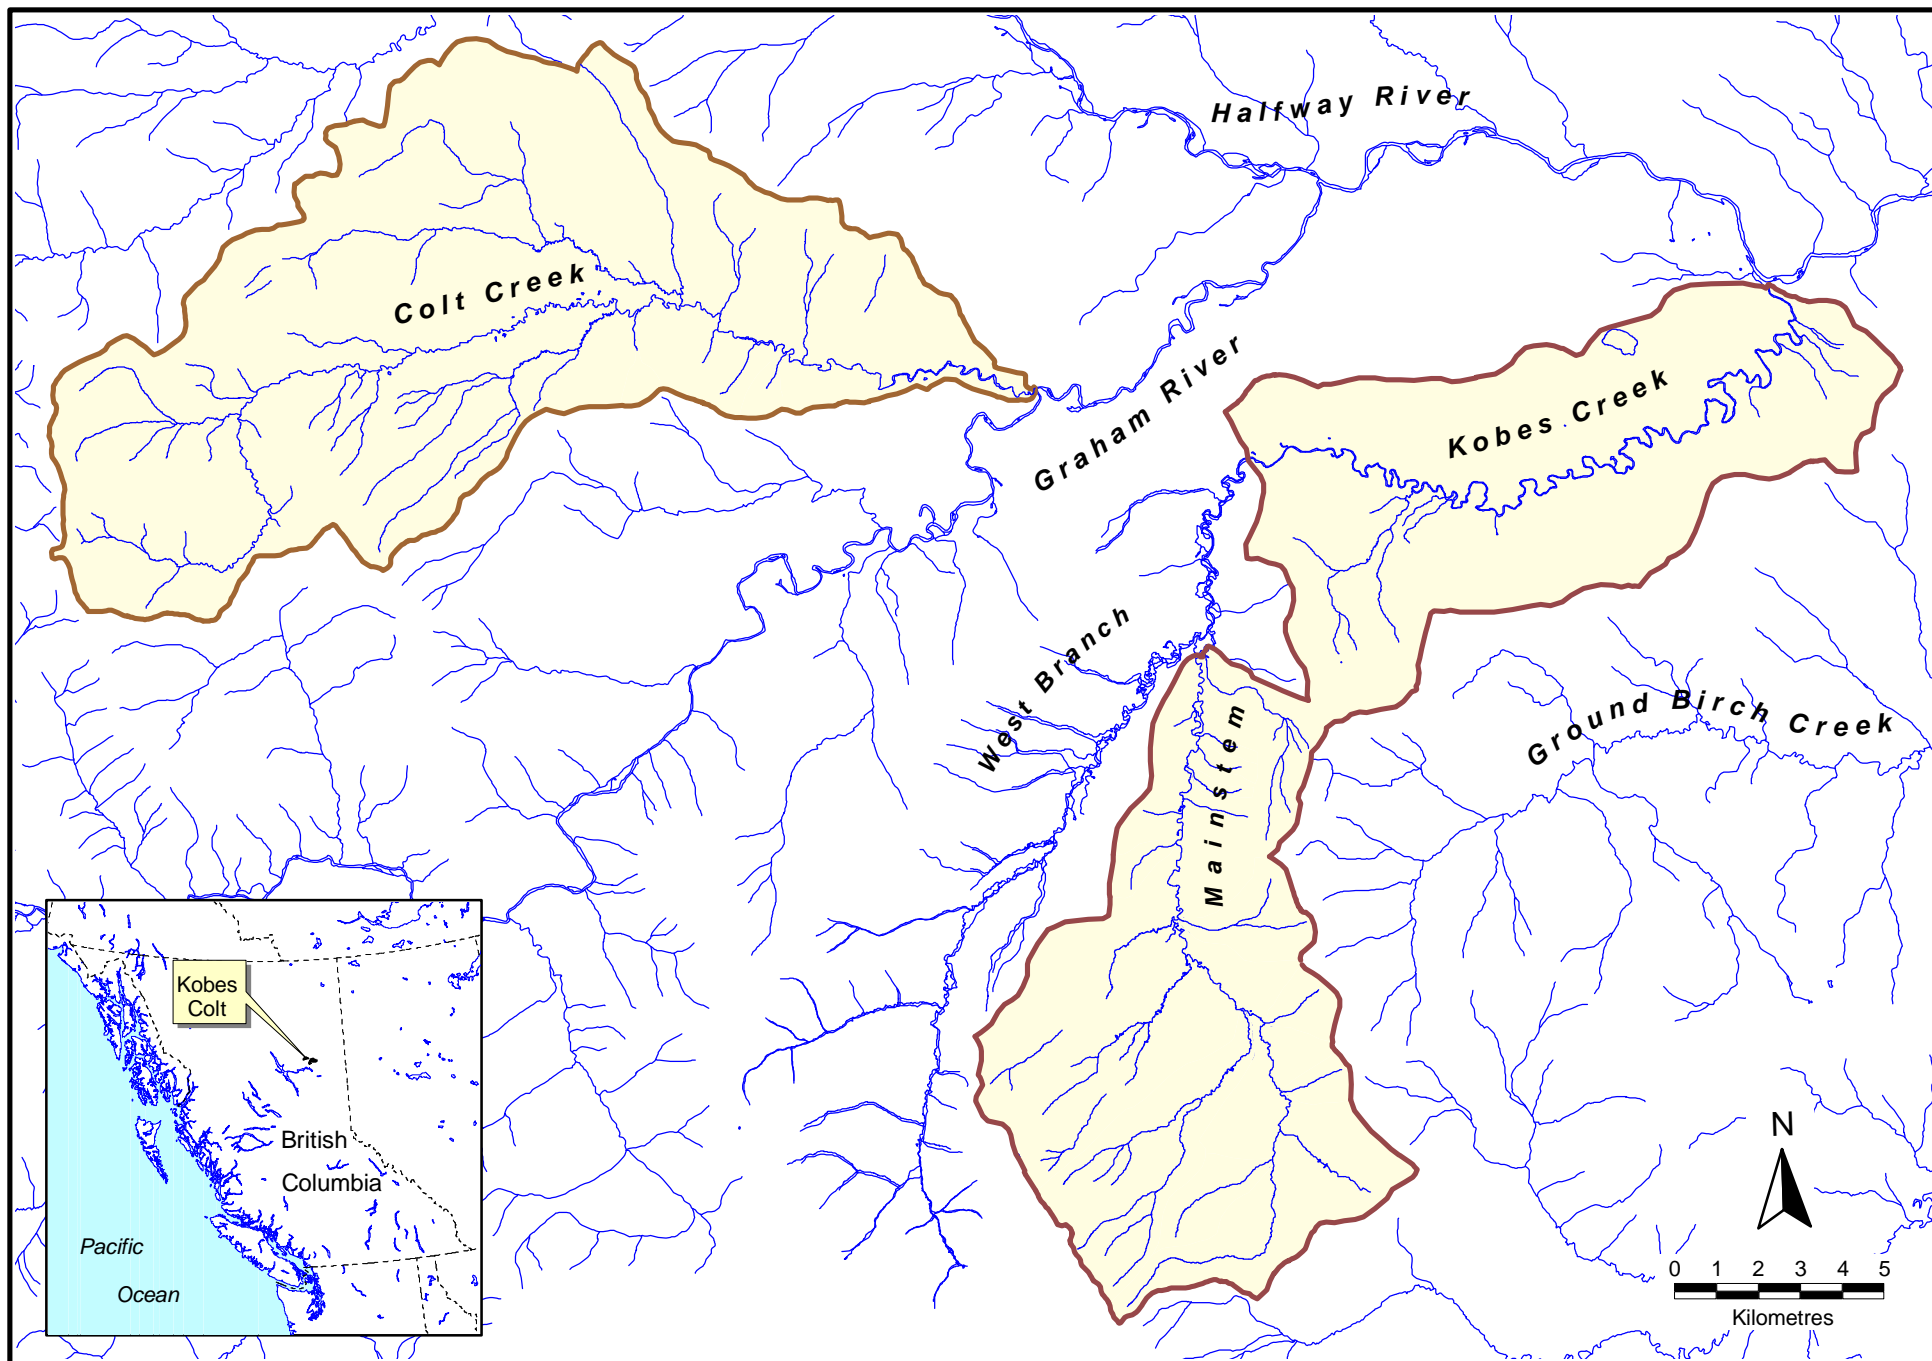 Halfway River
Colt Creek
Graham River
Kobes Creek
West Branch
Mainstem
Ground Birch Creek
Kobes
Colt
British
Columbia
Pacific
Ocean
N
0 1 2 3 4 5
Kilometres